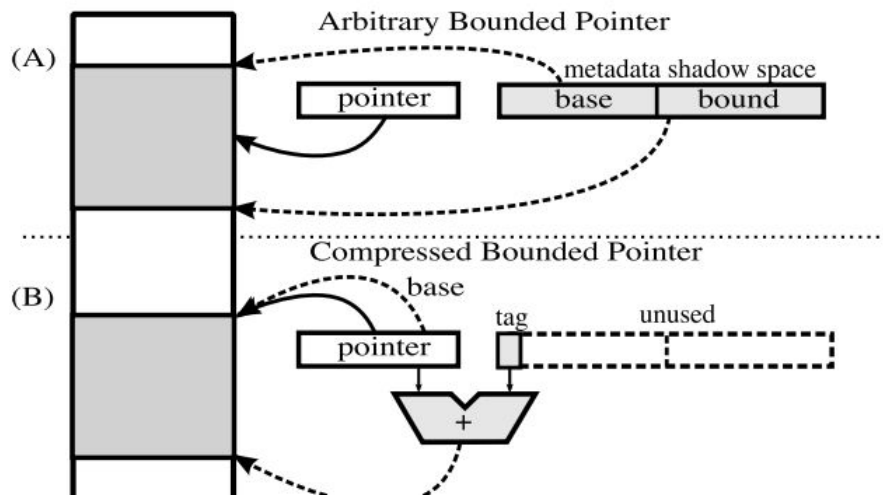 Arbitrary Bounded Pointer
(A)
metadata shadow space
pointer
base
bound
Compressed Bounded Pointer
(B)
base
tag
unused
pointer
+